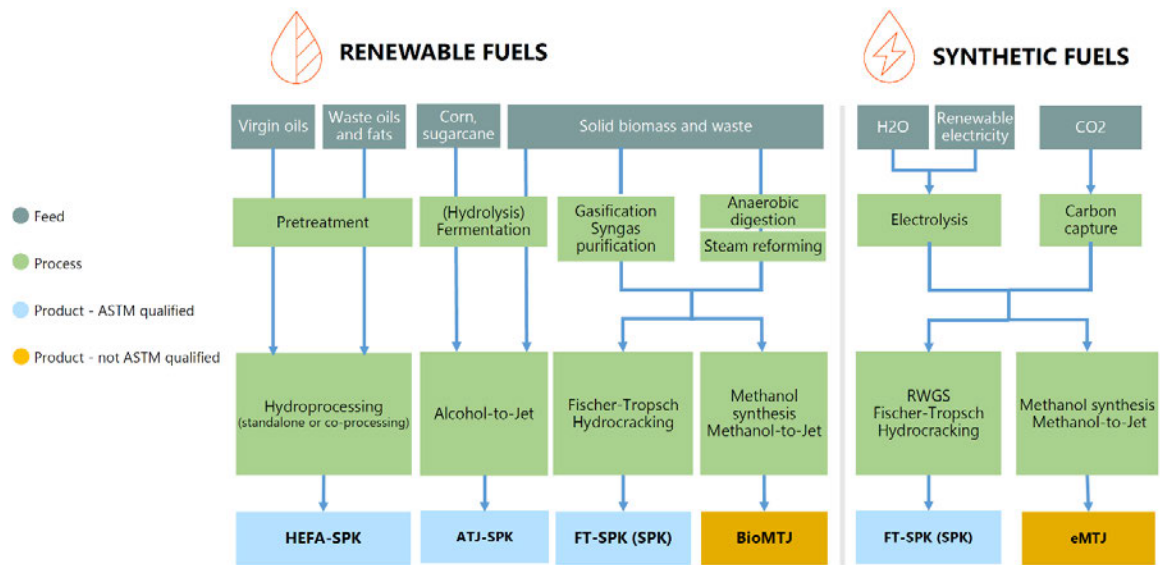 RENEWABLE FUELS
SYNTHETIC FUELS
Virgin oils
Waste oils
and fats
Corn,
sugarcane
Solid biomass and waste
H2O
Renewable
electricity
CO2
Feed
Process
Product - ASTM qualified
Product - not ASTM qualified
Pretreatment
(Hydrolysis)
Fermentation
Gasification
Syngas
purification
Anaerobic
digestion
Steam reforming
Electrolysis
Carbon
capture
Hydroprocessing
(standalone or co-processing)
Alcohol-to-Jet
Fischer-Tropsch
Hydrocracking
Methanol
synthesis
Methanol-to-Jet
RWGS
Fischer-Tropsch
Hydrocracking
Methanol synthesis
Methanol-to-Jet
HEFA-SPK
ATJ-SPK
FT-SPK (SPK)
BioMTJ
FT-SPK (SPK)
eMTJ